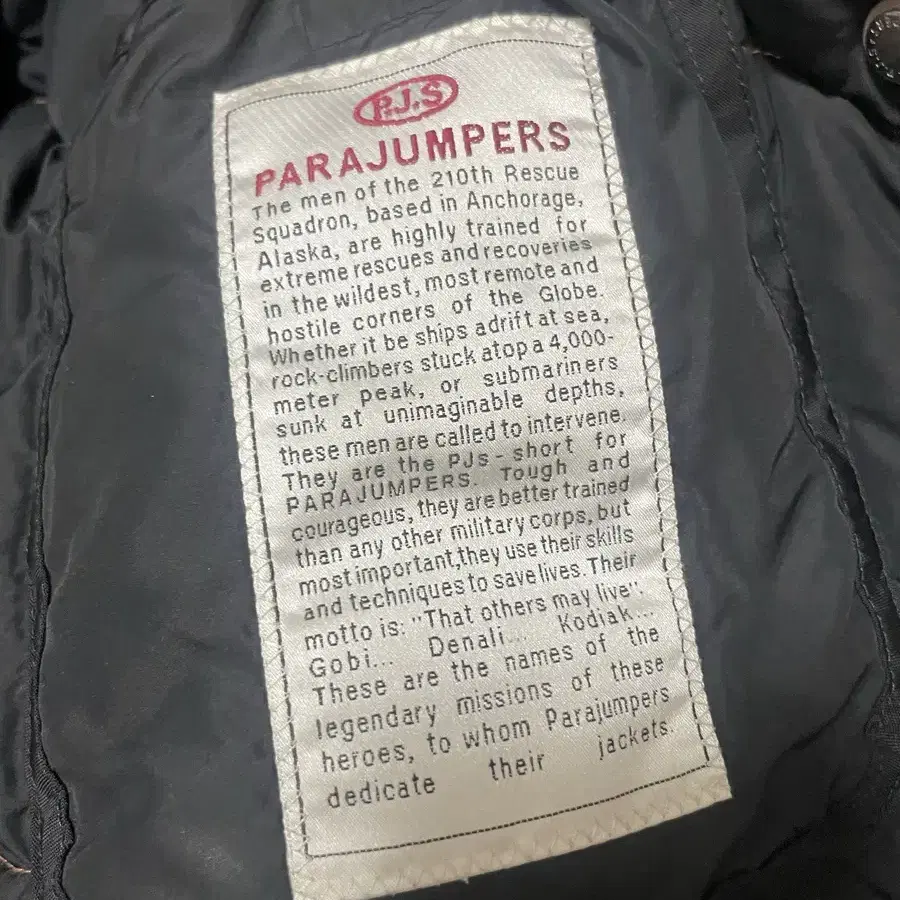 P.J.S
PARAJUMPERS
The men of the 210th Rescue
Squadron, based in Anchorage,
Alaska, are highly trained for
extreme rescues and recoveries
in the wildest, most remote and
hostile corners of the Globe.
Whether it be ships adrift at sea,
rock-climbers stuck atop a 4,000-
meter peak, or submariners
sunk at unimaginable depths,
these men are called to intervene.
They are the PJs - short for
PARAJUMPERS. Tough and
courageous, they are better trained
than any other military corps, but
most important,they use their skills
and techniques to save lives.Their
motto is: "That others may live".
Gobi... Denali... Kodiak...
These are the names of the
legendary missions of these
heroes, to whom Parajumpers
dedicate their jackets.